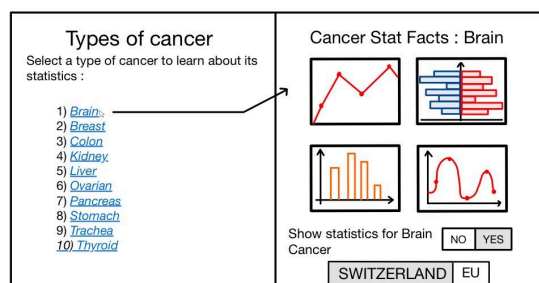 Types of cancer
Select a type of cancer to learn about its
statistics :
1) Brain
2) Breast
3) Colon
4) Kidney
5) Liver
6) Ovarian
7) Pancreas
8) Stomach
9) Trachea
10) Thyroid
Cancer Stat Facts : Brain
Show statistics for Brain
Cancer
NO YES
SWITZERLAND EU